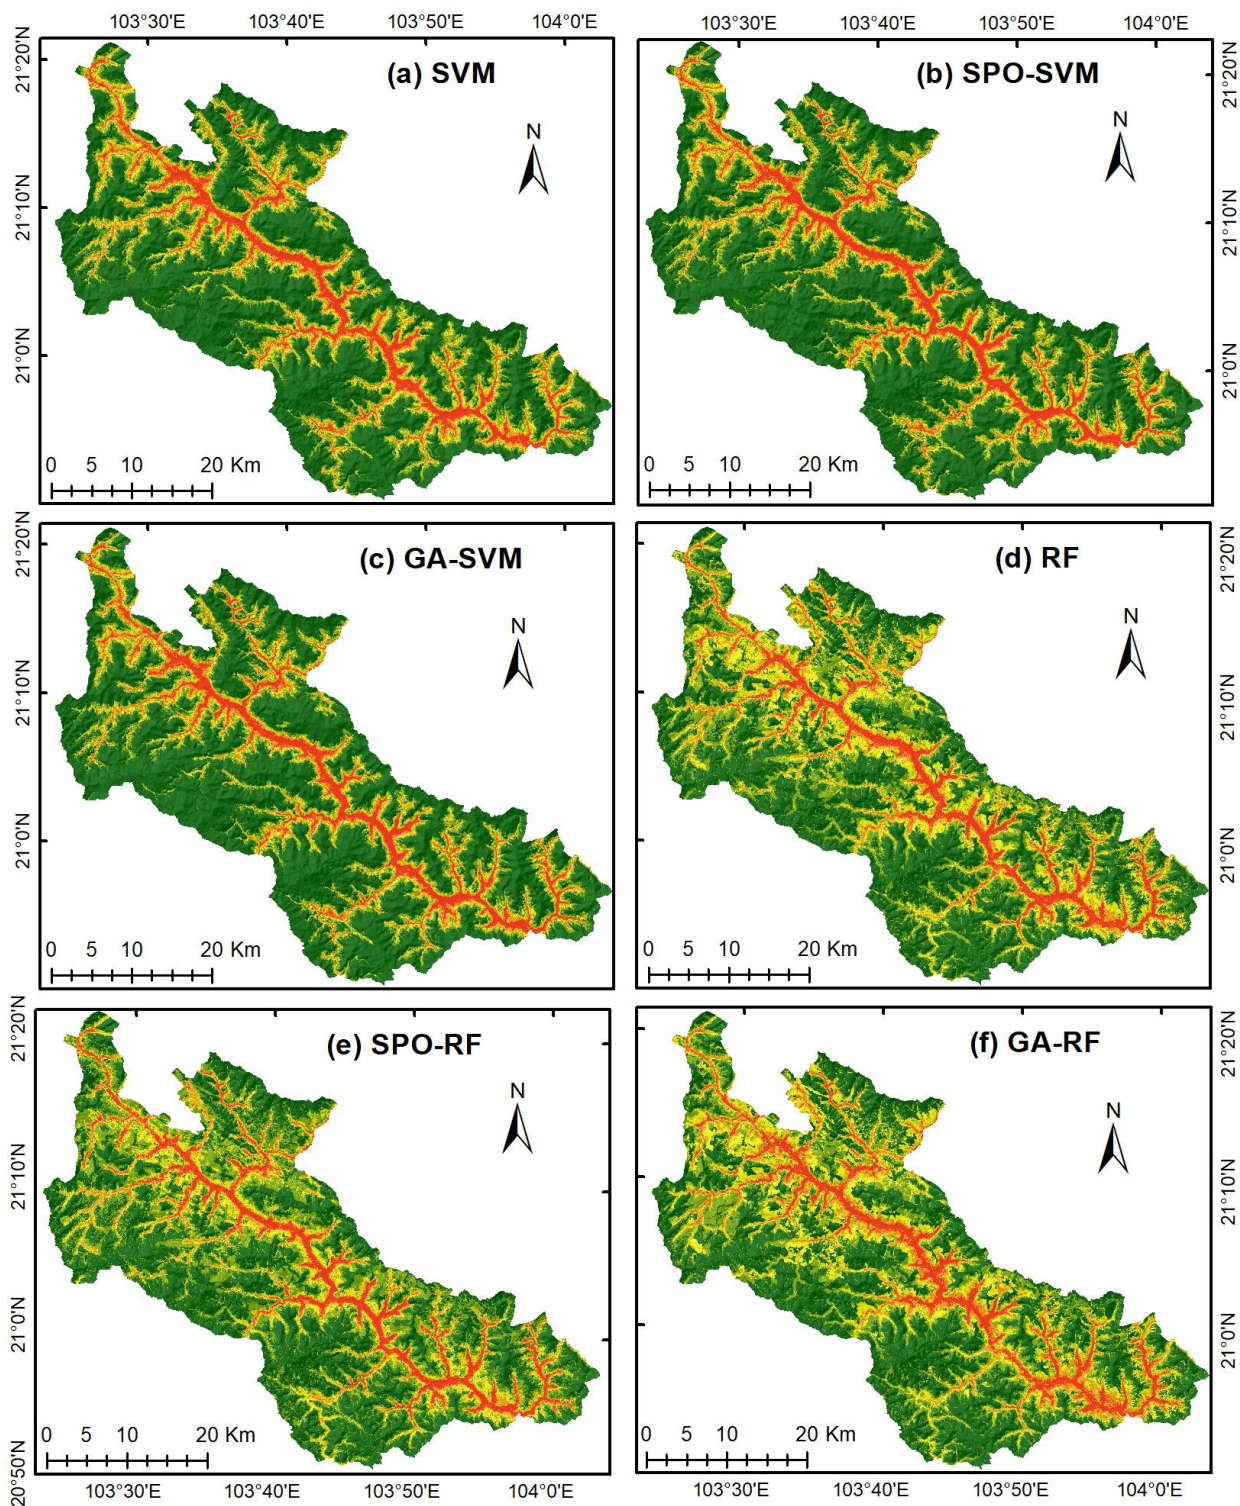 103°30'E 103°40'E 103°50'E 104°0'E 103°30'E 103°40'E 103°50'E 104°0'E
21°20'N
(a) SVM
N
21°10'N
21°0'N
0 5 10 20 Km
(b) SPO-SVM
N
21°20'N
21°10'N
21°0'N
0 5 10 20 Km
21°20'N
(c) GA-SVM
N
21°10'N
21°0'N
0 5 10 20 Km
(d) RF
N
21°20'N
21°10'N
21°0'N
0 5 10 20 Km
21°20'N
(e) SPO-RF
N
21°10'N
21°0'N
20°50'N
0 5 10 20 Km
(f) GA-RF
N
21°20'N
21°10'N
21°0'N
0 5 10 20 Km
103°30'E 103°40'E 103°50'E 104°0'E 103°30'E 103°40'E 103°50'E 104°0'E